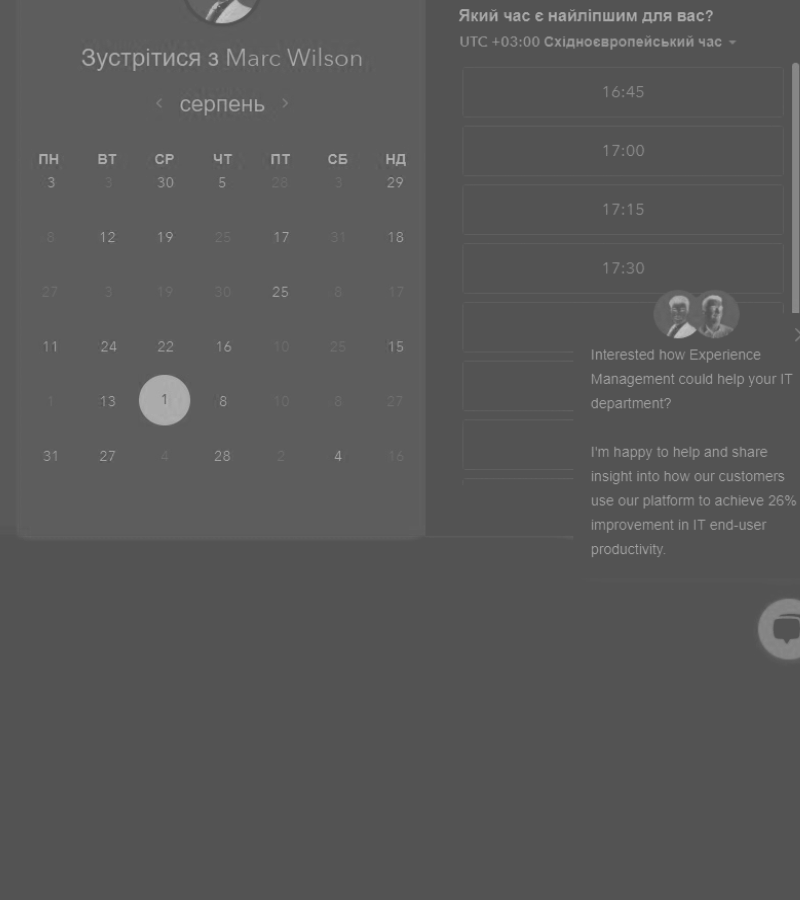 Зустрітися з Marc Wilson
серпень
ПН ВТ СР ЧТ ПТ СБ НД
3 3 30 5 28 3 29
8 12 19 25 17 31 18
27 3 19 30 25 8 17
11 24 22 16 10 25 15
1 13 1 8 10 8 27
31 27 4 28 2 4 16
Який час є найліпшим для вас?
UTC +03:00 Східноєвропейський час
16:45
17:00
17:15
17:30
Interested how Experience
Management could help your IT
department?
I'm happy to help and share
insight into how our customers
use our platform to achieve 26%
improvement in IT end-user
productivity.